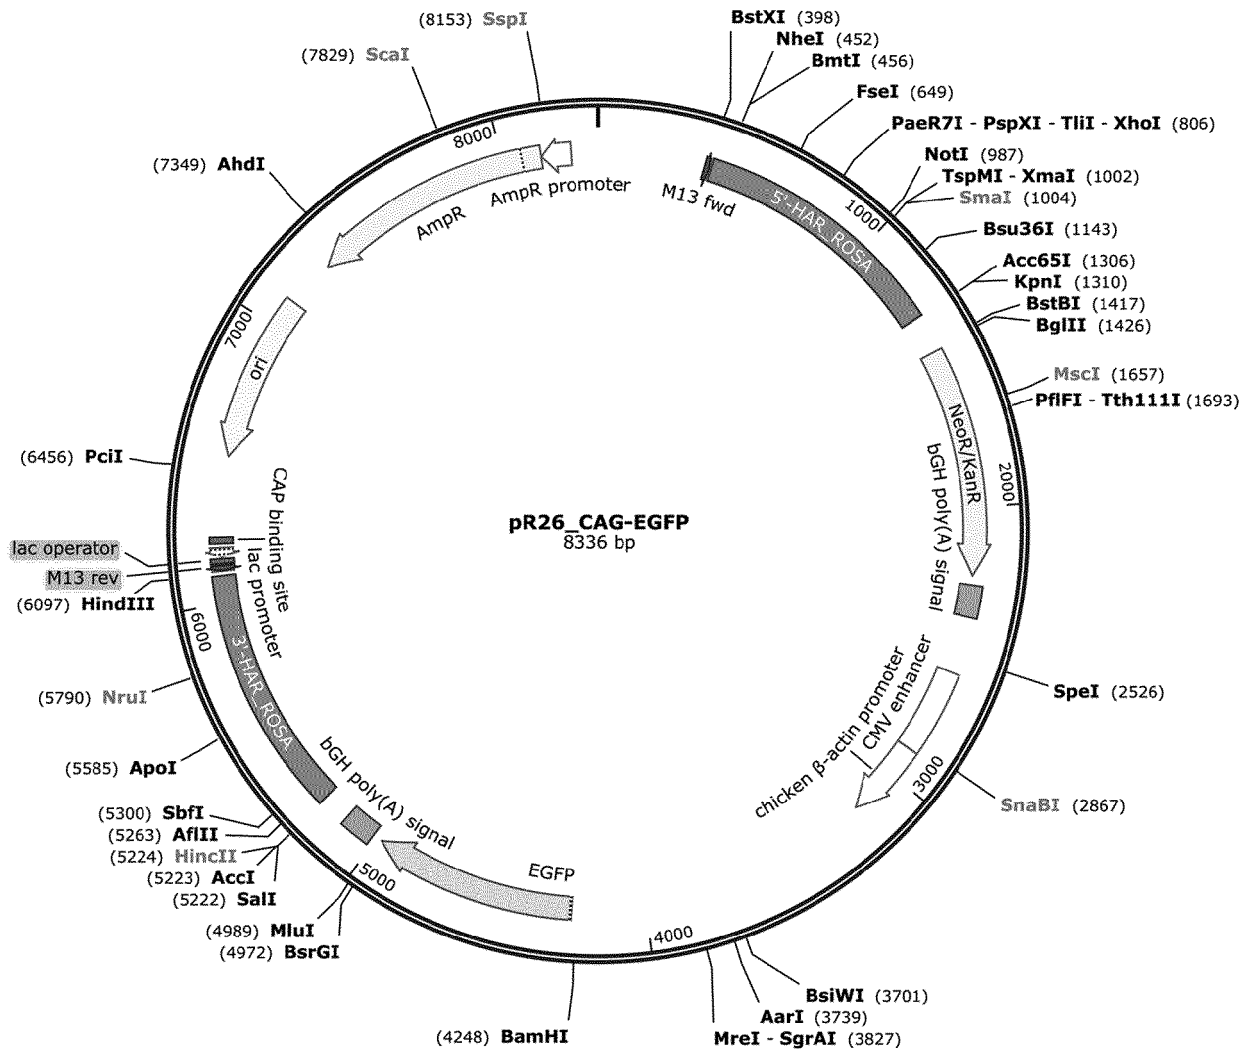 (8153) SspI
(7829) ScaI
(7349) AhdI
BstXI (398)
NheI (452)
BmtI (456)
FseI (649)
PaeR7I - PspXI - TliI - XhoI (806)
NotI (987)
TspMI - XmaI (1002)
SmaI (1004)
Bsu36I (1143)
Acc65I (1306)
KpnI (1310)
BstBI (1417)
BglII (1426)
MscI (1657)
PflFI - Tth111I (1693)
SpeI (2526)
SnaBI (2867)
BsiWI (3701)
AarI (3739)
MreI - SgrAI (3827)
(4248) BamHI
(4972) BsrGI
(4989) MluI
(5222) SalI
(5223) AccI
(5224) HincII
(5263) AflII
(5300) SbfI
(5585) ApoI
(5790) NruI
(6097) HindIII
M13 rev
lac operator
(6456) PciI
8000
1000
2000
3000
4000
5000
6000
7000
AmpR promoter
AmpR
M13 fwd
5'-HAR_ROSA
NeoR/KanR
bGH poly(A) signal
CMV enhancer
chicken β-actin promoter
EGFP
bGH poly(A) signal
3'-HAR_ROSA
lac promoter
CAP binding site
ori
pR26_CAG-EGFP
8336 bp